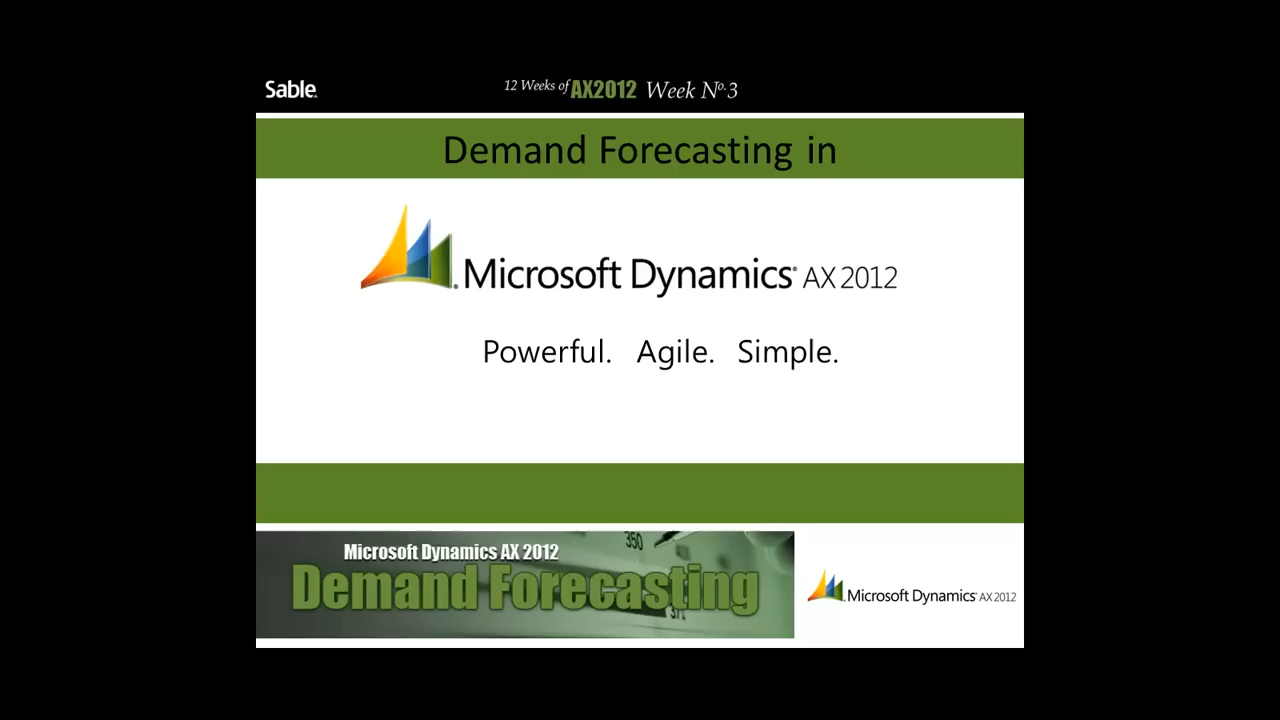 Sable
12 Weeks of AX2012 Week No.3
Demand Forecasting in
Microsoft Dynamics® AX 2012
Powerful. Agile. Simple.
350
Microsoft Dynamics AX 2012
Demand Forecasting
Microsoft Dynamics® AX 2012